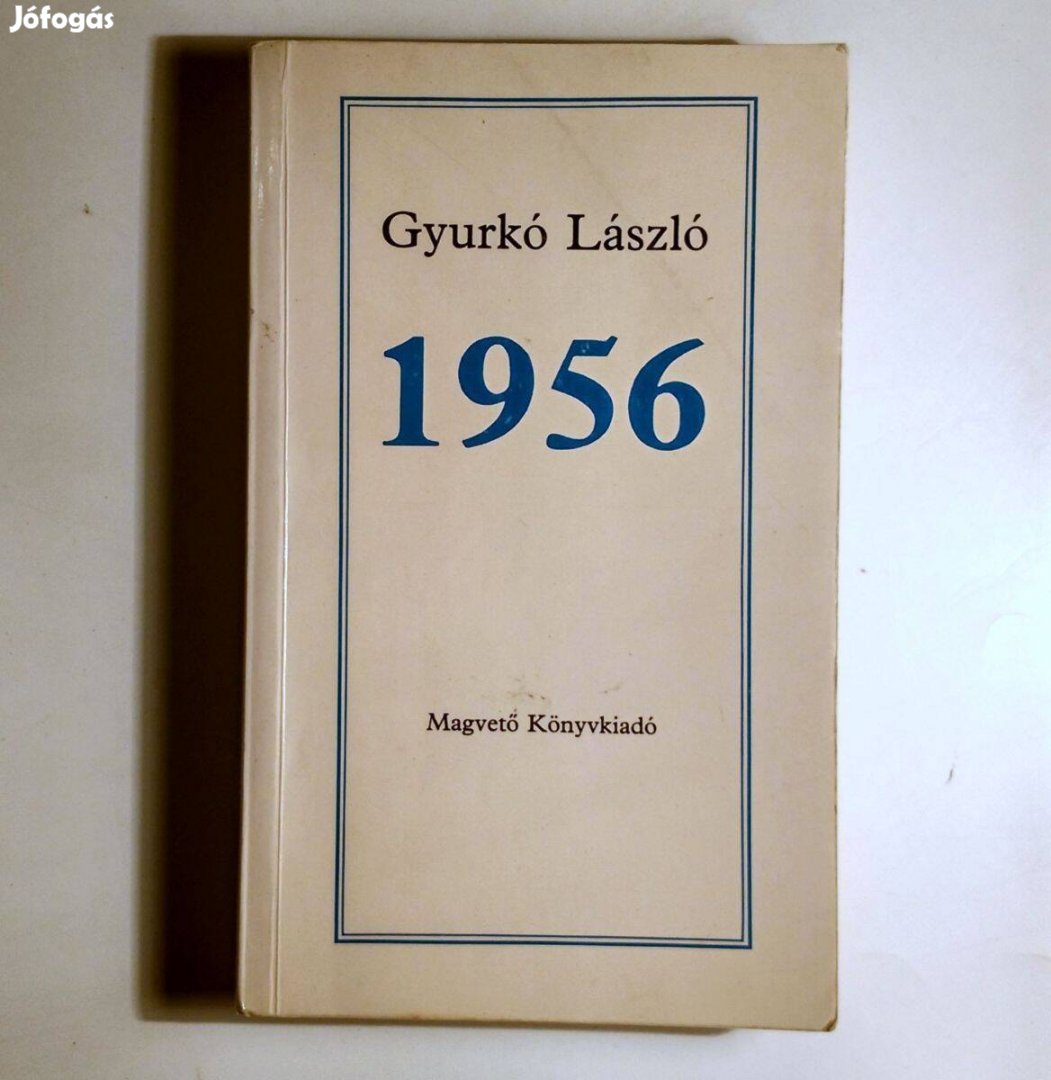 Jófogás
Gyurkó László
1956
Magvető Könyvkiadó